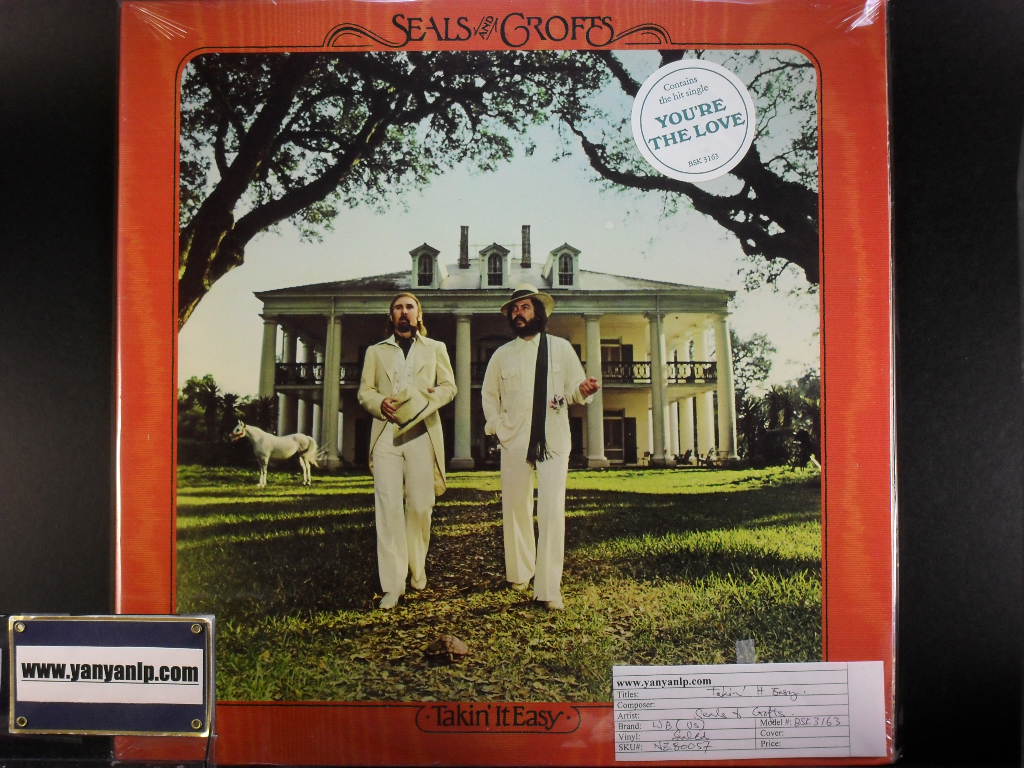 SEALS AND CROFTS
Contains
the hit single
YOU'RE
THE LOVE
BSK 3163
Takin' It Easy
www.yanyanlp.com
www.yanyanlp.com
Titles: Takin' It Easy.
Composer:
Artist: Seals & Crofts.
Brand: WB (US) Model #: BSK 3163
Vinyl: Sealed Cover:
SKU#: NZ80057 Price: